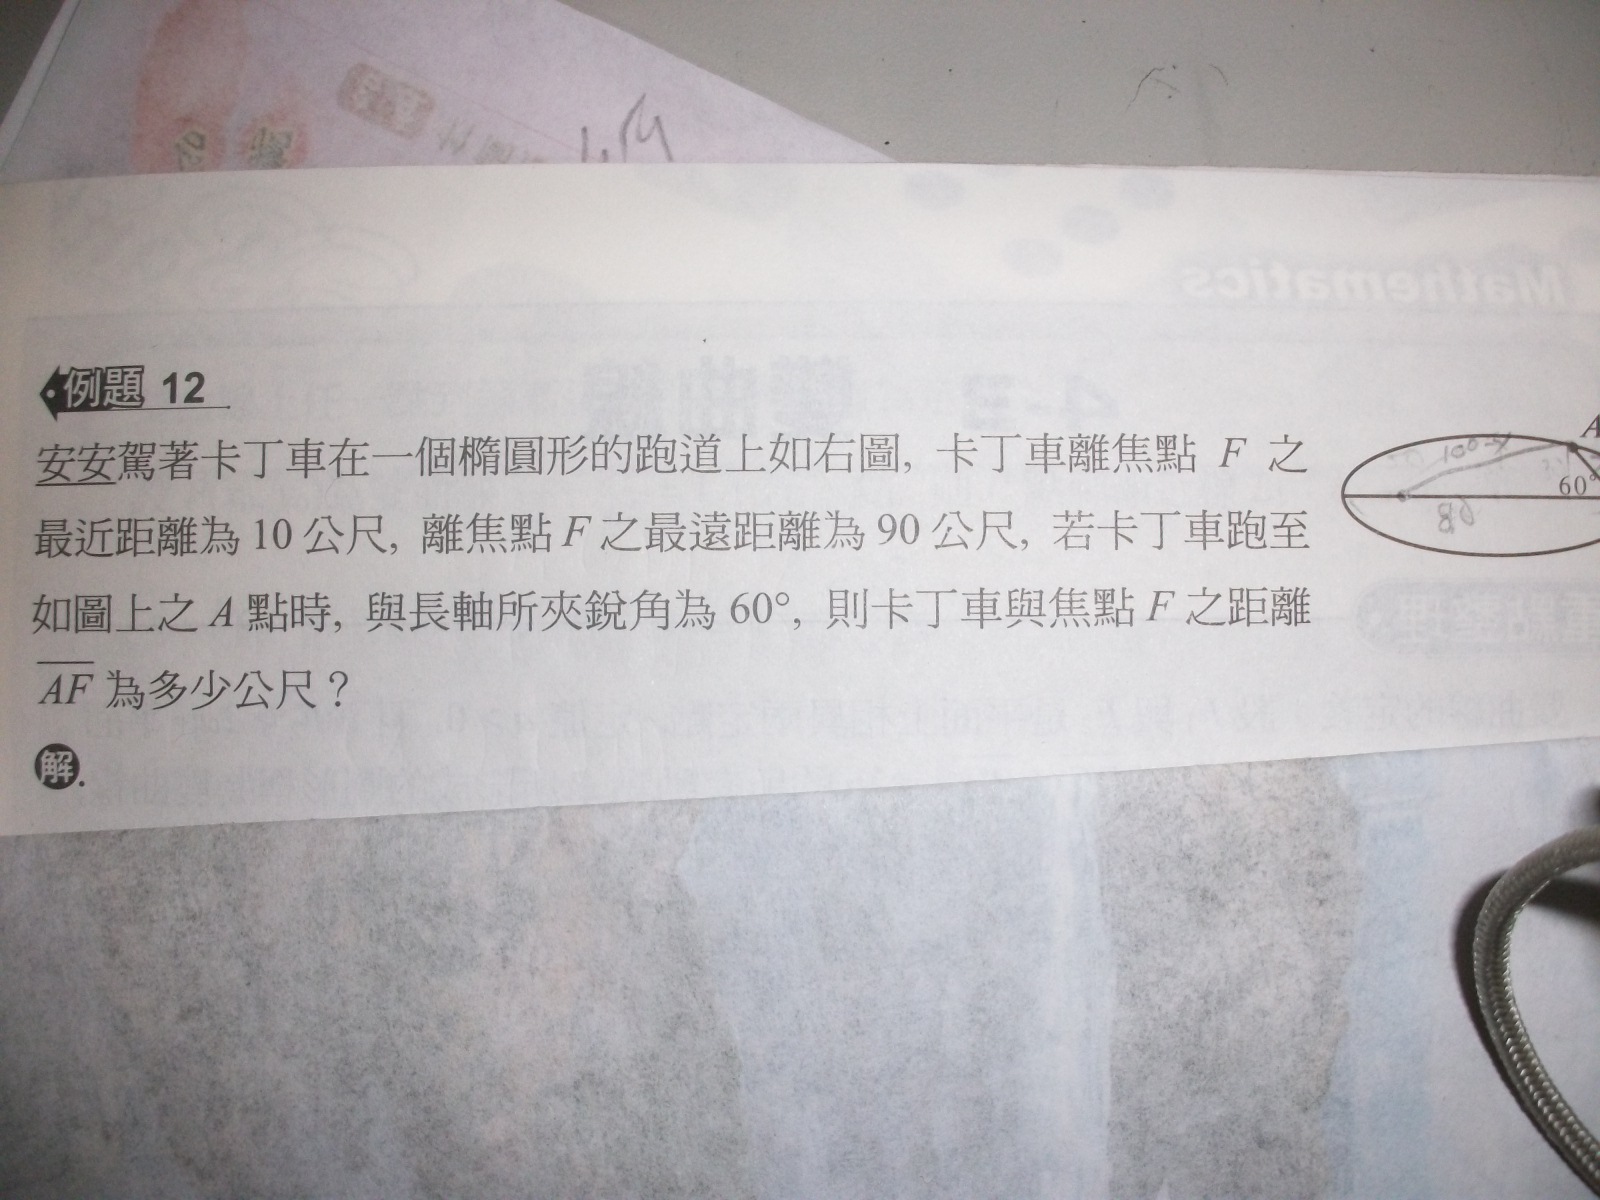 Mathematics
例題 12
安安駕著卡丁車在一個橢圓形的跑道上如右圖, 卡丁車離焦點 F 之
最近距離為 10 公尺, 離焦點 F 之最遠距離為 90 公尺, 若卡丁車跑至
如圖上之 A 點時, 與長軸所夾銳角為 60°, 則卡丁車與焦點 F 之距離
AF 為多少公尺?
解.
A
100-x
60°
80